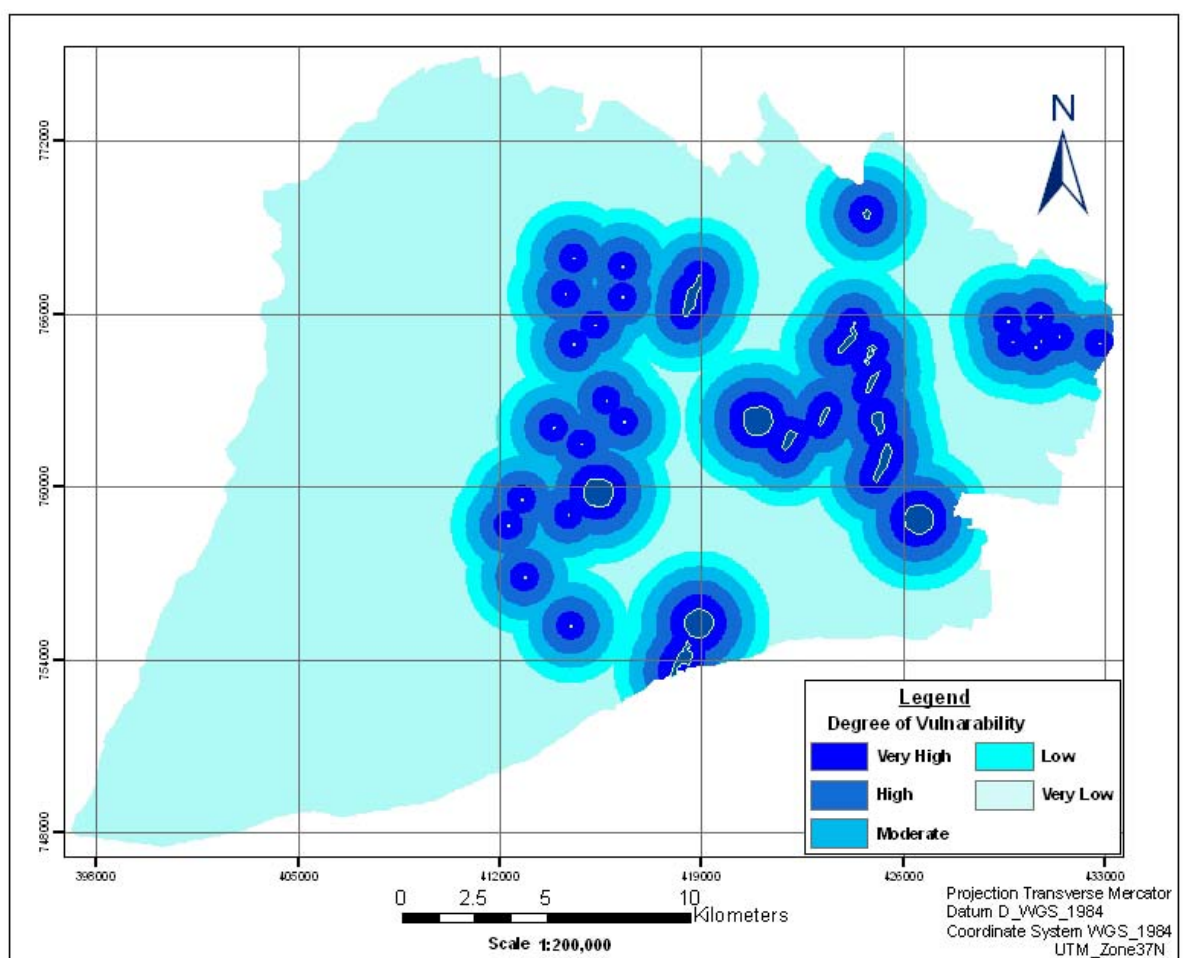 N
772000
766000
760000
754000
748000
Legend
Degree of Vulnarability
Very High
Low
High
Very Low
Moderate
398000 405000 412000 419000 426000 433000
0 2.5 5 10
Kilometers
Scale 1:200,000
Projection Transverse Mercator
Datum D_WGS_1984
Coordinate System WGS_1984
UTM_Zone37N